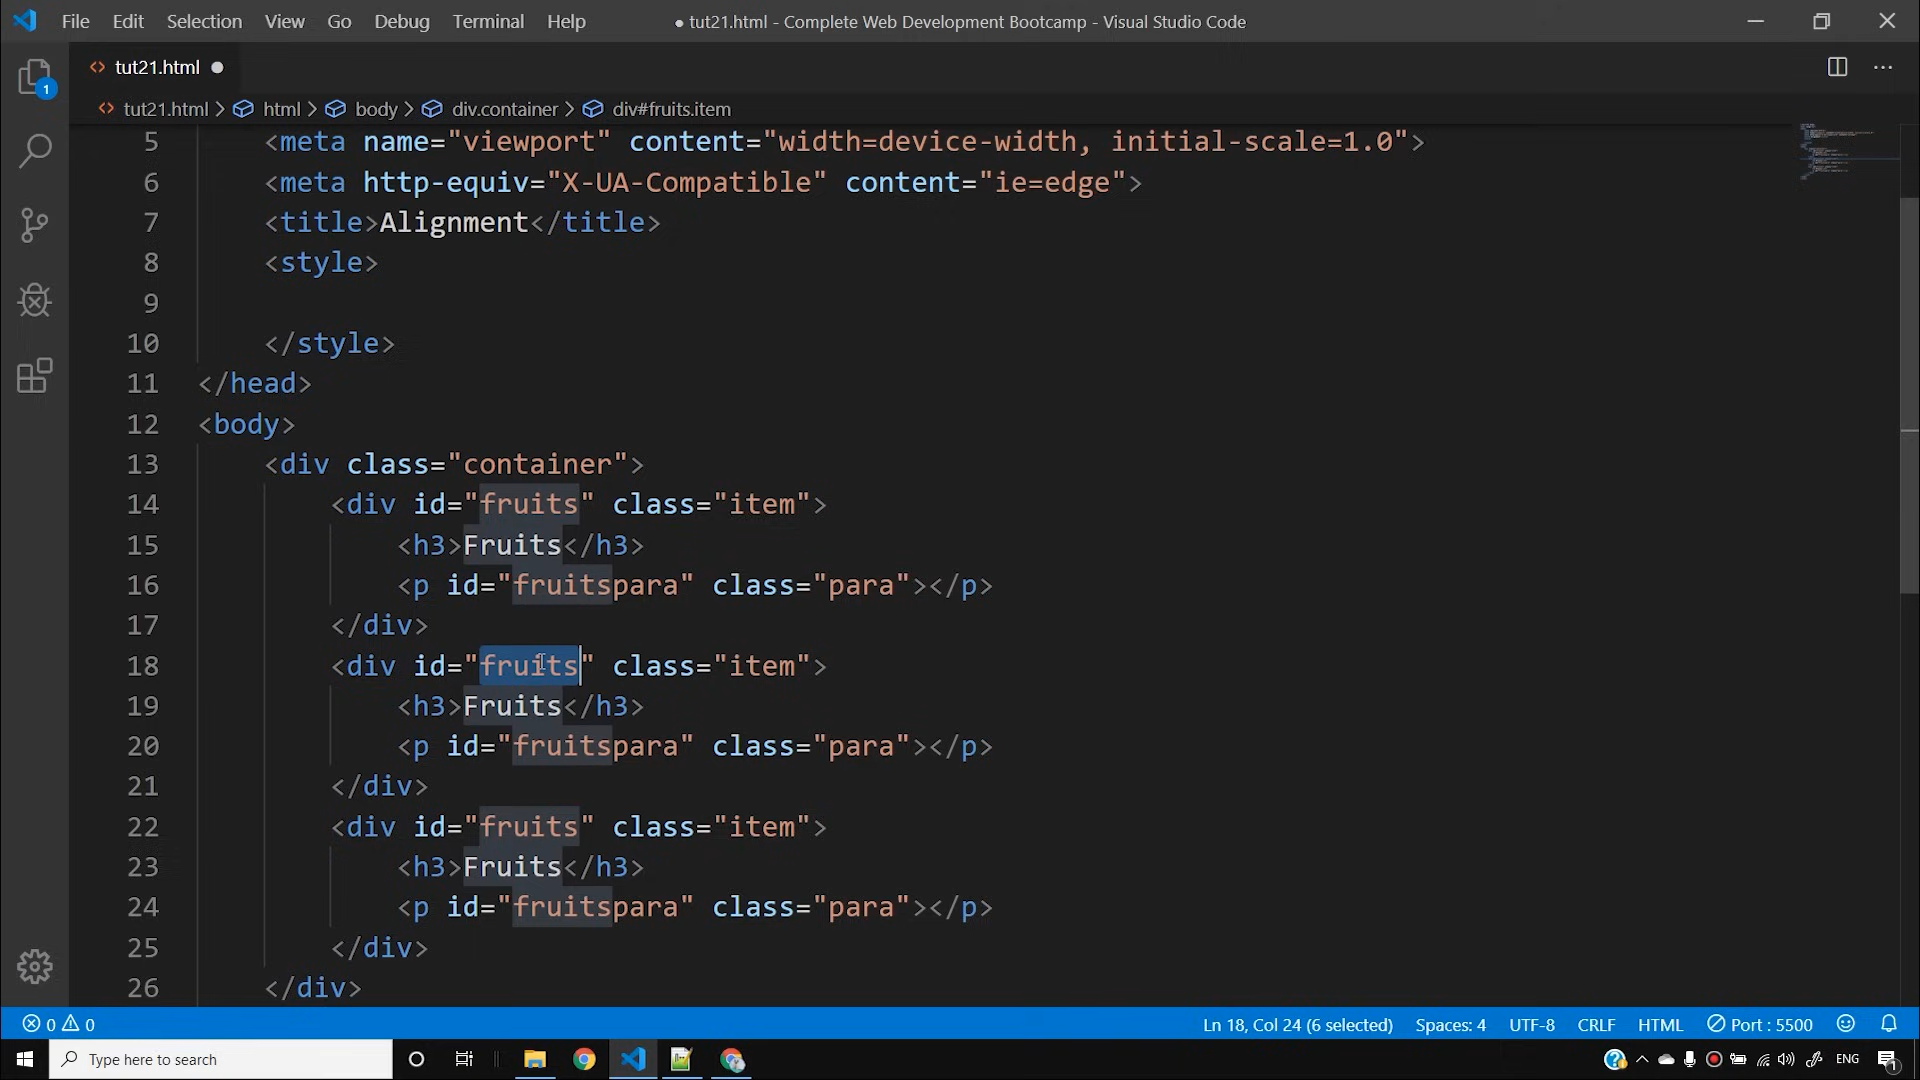 File Edit Selection View Go Debug Terminal Help ● tut21.html - Complete Web Development Bootcamp - Visual Studio Code
<> tut21.html ●
1
<> tut21.html > html > body > div.container > div#fruits.item
5 <meta name="viewport" content="width=device-width, initial-scale=1.0">
6 <meta http-equiv="X-UA-Compatible" content="ie=edge">
7 <title>Alignment</title>
8 <style>
9
10 </style>
11 </head>
12 <body>
13 <div class="container">
14 <div id="fruits" class="item">
15 <h3>Fruits</h3>
16 <p id="fruitspara" class="para"></p>
17 </div>
18 <div id="fruits" class="item">
19 <h3>Fruits</h3>
20 <p id="fruitspara" class="para"></p>
21 </div>
22 <div id="fruits" class="item">
23 <h3>Fruits</h3>
24 <p id="fruitspara" class="para"></p>
25 </div>
26 </div>
0 0 Ln 18, Col 24 (6 selected) Spaces: 4 UTF-8 CRLF HTML Port : 5500
Type here to search ENG 1